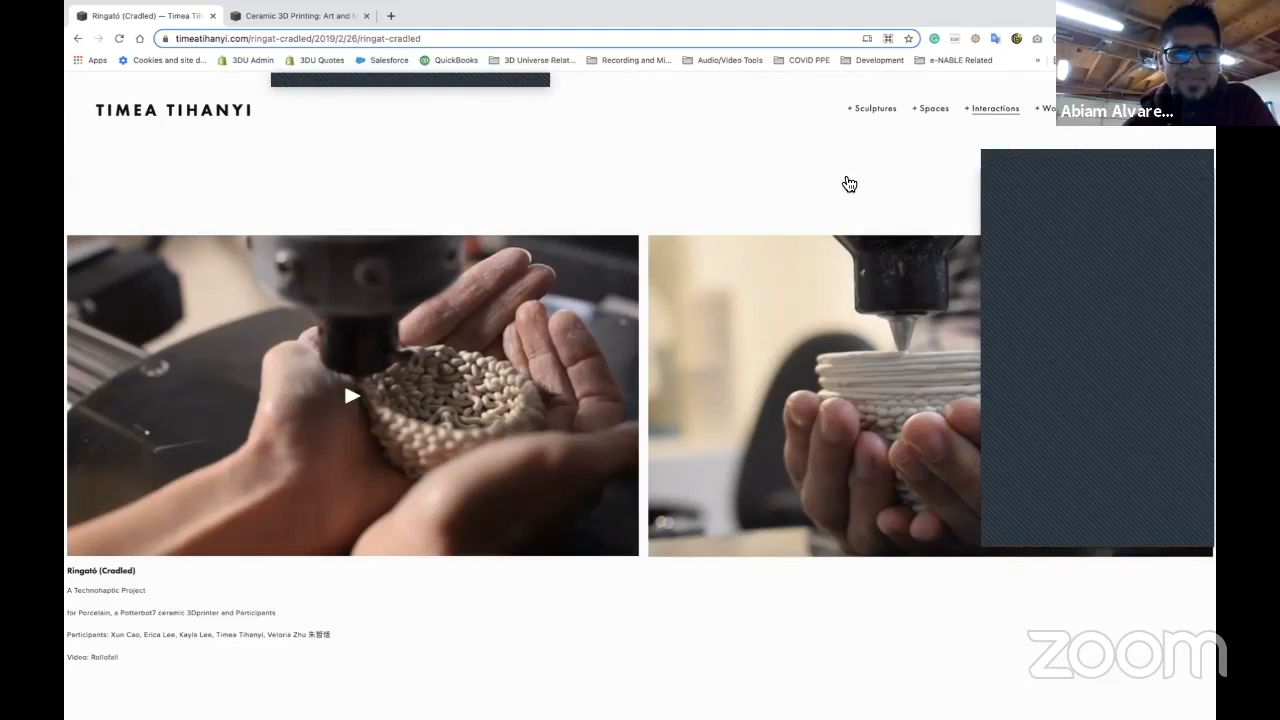 Ringató (Cradled) — Timea Tih
Ceramic 3D Printing: Art and M
timeatihanyi.com/ringat-cradled/2019/2/26/ringat-cradled
Apps
Cookies and site d...
3DU Admin
3DU Quotes
Salesforce
QuickBooks
3D Universe Relat...
Recording and Mi...
Audio/Video Tools
COVID PPE
Development
e-NABLE Related
»
Abiam Alvare...
TIMEA TIHANYI
+ Sculptures
+ Spaces
+ Interactions
+ Wo
Ringató (Cradled)
A Technohaptic Project
for Porcelain, a Potterbot7 ceramic 3Dprinter and Participants
Participants: Xun Cao, Erica Lee, Kayla Lee, Timea Tihanyi, Veloria Zhu 朱哲恬
Video: Rollofall
zoom